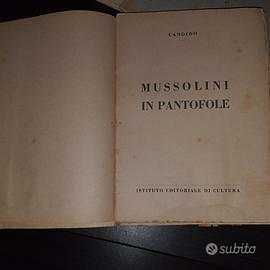 CANDIDO
MUSSOLINI
IN PANTOFOLE
ISTITUTO EDITORIALE DI CULTURA
subito